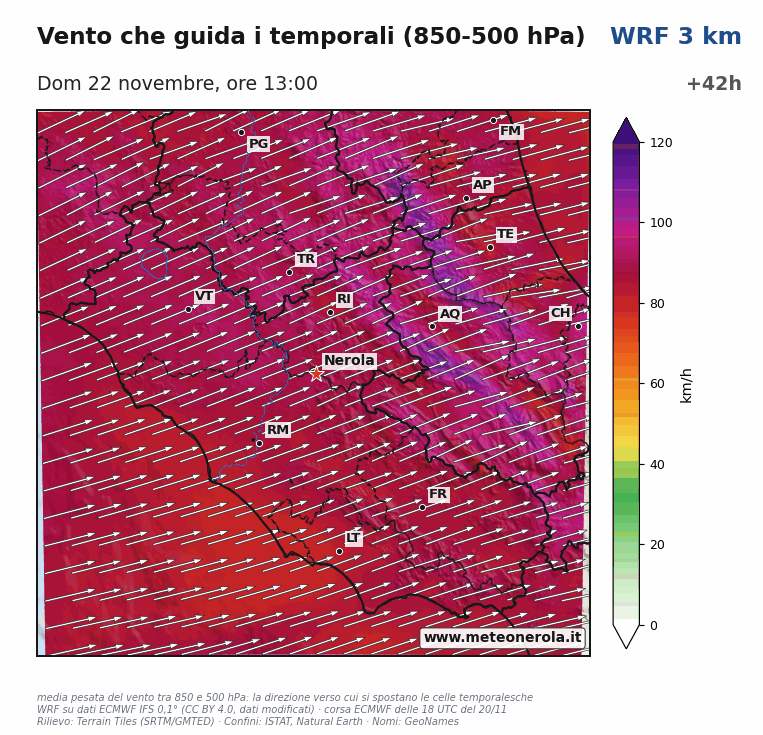 Vento che guida i temporali (850-500 hPa) WRF 3 km
Dom 22 novembre, ore 13:00 +42h
FM
PG
120
AP
100
TE
TR
VT
RI
AQ
CH
80
km/h
Nerola
60
RM
40
FR
LT
20
www.meteonerola.it
0
media pesata del vento tra 850 e 500 hPa: la direzione verso cui si spostano le celle temporalesche
WRF su dati ECMWF IFS 0,1° (CC BY 4.0, dati modificati) · corsa ECMWF delle 18 UTC del 20/11
Rilievo: Terrain Tiles (SRTM/GMTED) · Confini: ISTAT, Natural Earth · Nomi: GeoNames